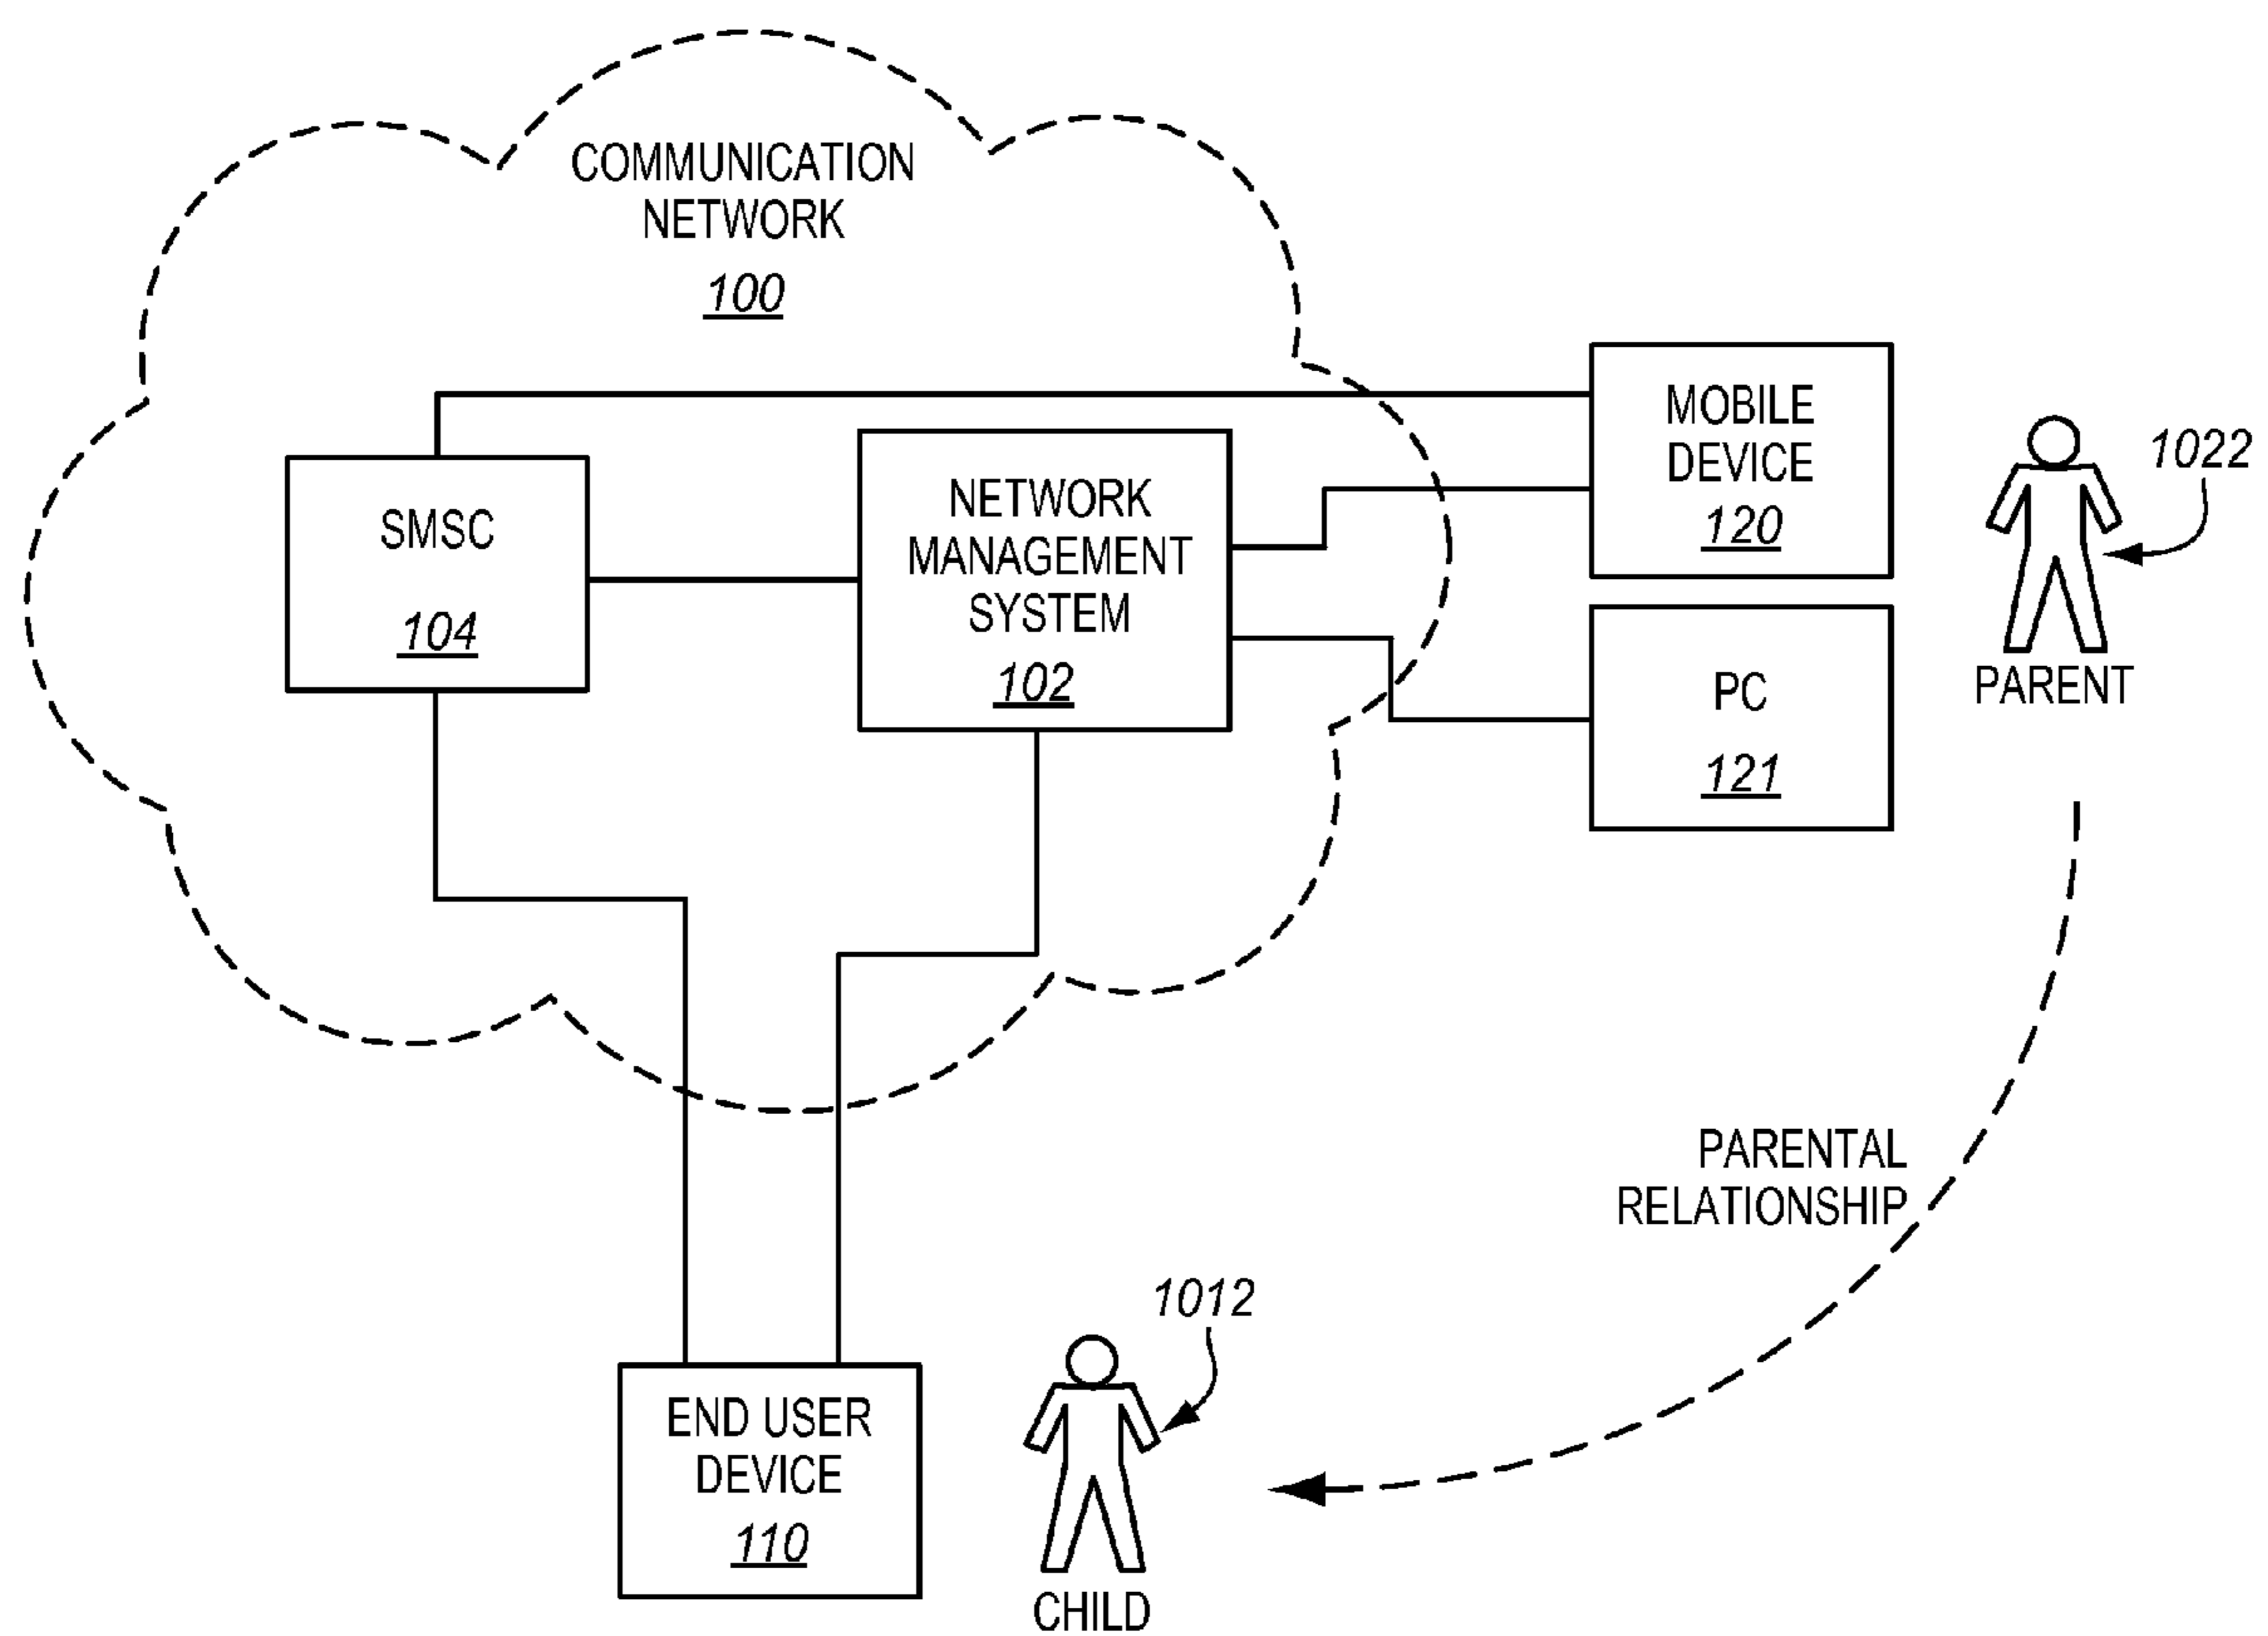 COMMUNICATION
NETWORK
100
MOBILE
DEVICE
120
1022
PARENT
SMSC
104
NETWORK
MANAGEMENT
SYSTEM
102
PC
121
PARENTAL
RELATIONSHIP
1012
END USER
DEVICE
110
CHILD